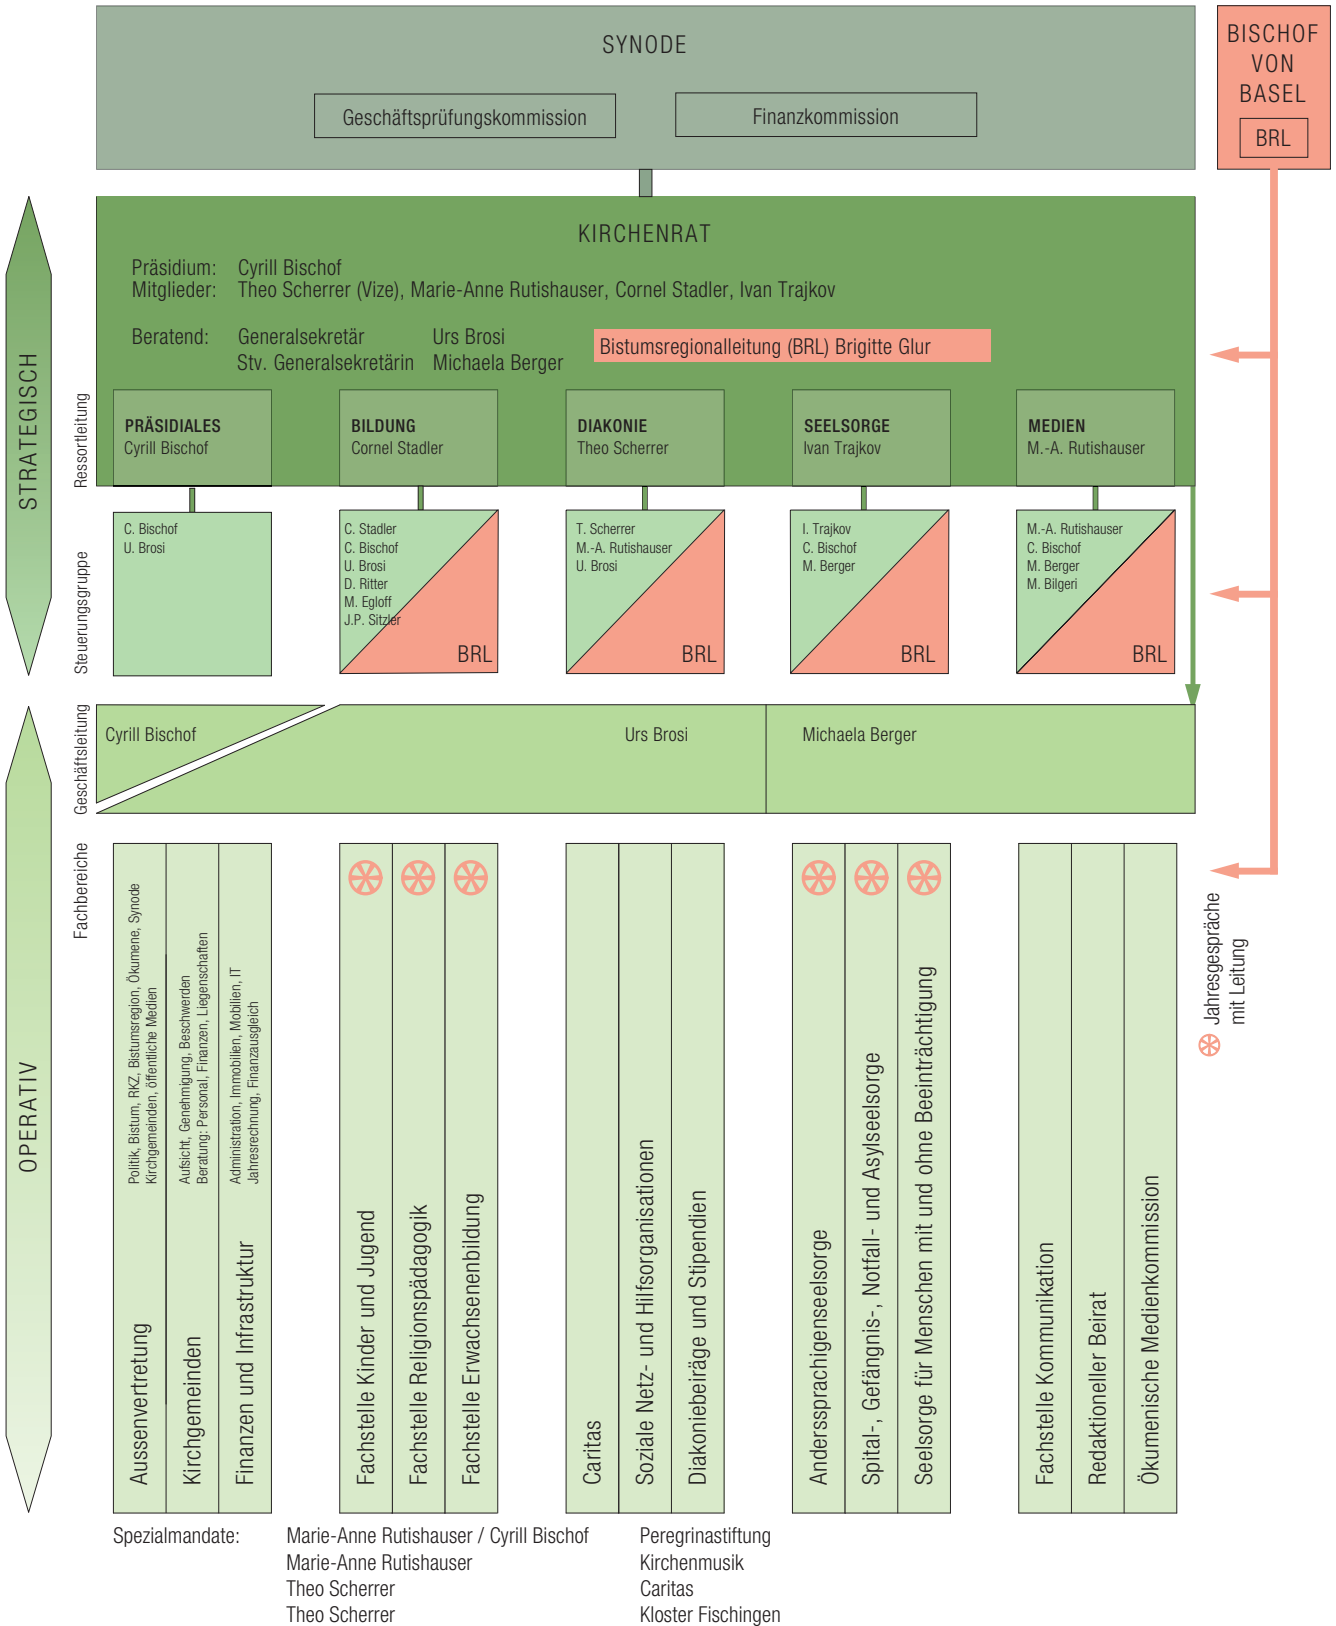 SYNODE
Geschäftsprüfungskommission
Finanzkommission
BISCHOF
VON
BASEL
BRL
KIRCHENRAT
Präsidium: Cyrill Bischof
Mitglieder: Theo Scherrer (Vize), Marie-Anne Rutishauser, Cornel Stadler, Ivan Trajkov
Beratend: Generalsekretär Urs Brosi
Stv. Generalsekretärin Michaela Berger
Bistumsregionalleitung (BRL) Brigitte Glur
STRATEGISCH
Ressortleitung
PRÄSIDIALES
Cyrill Bischof
BILDUNG
Cornel Stadler
DIAKONIE
Theo Scherrer
SEELSORGE
Ivan Trajkov
MEDIEN
M.-A. Rutishauser
Steuerungsgruppe
C. Bischof
U. Brosi
C. Stadler
C. Bischof
U. Brosi
D. Ritter
M. Egloff
J.P. Sitzler
BRL
T. Scherrer
M.-A. Rutishauser
U. Brosi
BRL
I. Trajkov
C. Bischof
M. Berger
BRL
M.-A. Rutishauser
C. Bischof
M. Berger
M. Bilgeri
BRL
OPERATIV
Geschäftsleitung
Cyrill Bischof
Urs Brosi
Michaela Berger
Fachbereiche
Aussenvertretung
Politik, Bistum, RKZ, Bistumsregion, Ökumene, Synode
Kirchgemeinden, öffentliche Medien
Kirchgemeinden
Aufsicht, Genehmigung, Beschwerden
Beratung: Personal, Finanzen, Liegenschaften
Finanzen und Infrastruktur
Administration, Immobilien, Mobilien, IT
Jahresrechnung, Finanzausgleich
Fachstelle Kinder und Jugend
Fachstelle Religionspädagogik
Fachstelle Erwachsenenbildung
Caritas
Soziale Netz- und Hilfsorganisationen
Diakoniebeiräge und Stipendien
Anderssprachigenseelsorge
Spital-, Gefängnis-, Notfall- und Asylseelsorge
Seelsorge für Menschen mit und ohne Beeinträchtigung
Fachstelle Kommunikation
Redaktioneller Beirat
Ökumenische Medienkommission
Jahresgespräche
mit Leitung
Spezialmandate: Marie-Anne Rutishauser / Cyrill Bischof Peregrinastiftung
Marie-Anne Rutishauser Kirchenmusik
Theo Scherrer Caritas
Theo Scherrer Kloster Fischingen